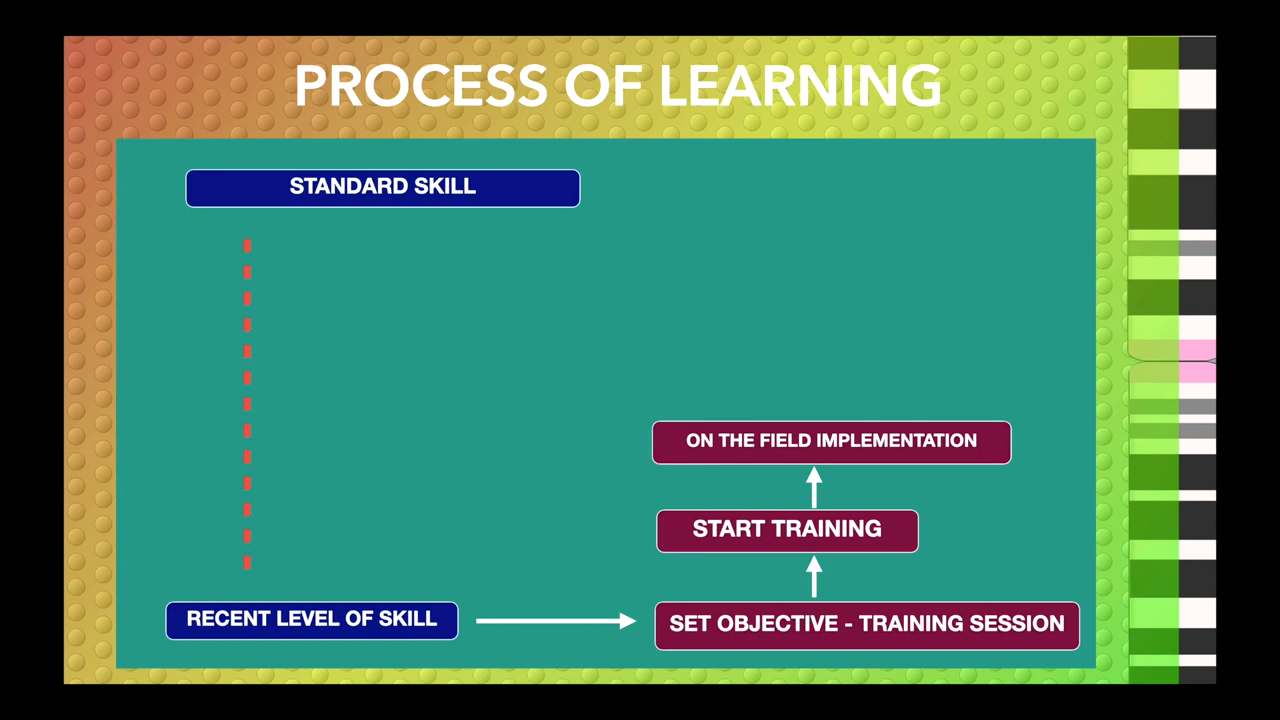 PROCESS OF LEARNING
STANDARD SKILL
ON THE FIELD IMPLEMENTATION
START TRAINING
RECENT LEVEL OF SKILL
SET OBJECTIVE - TRAINING SESSION